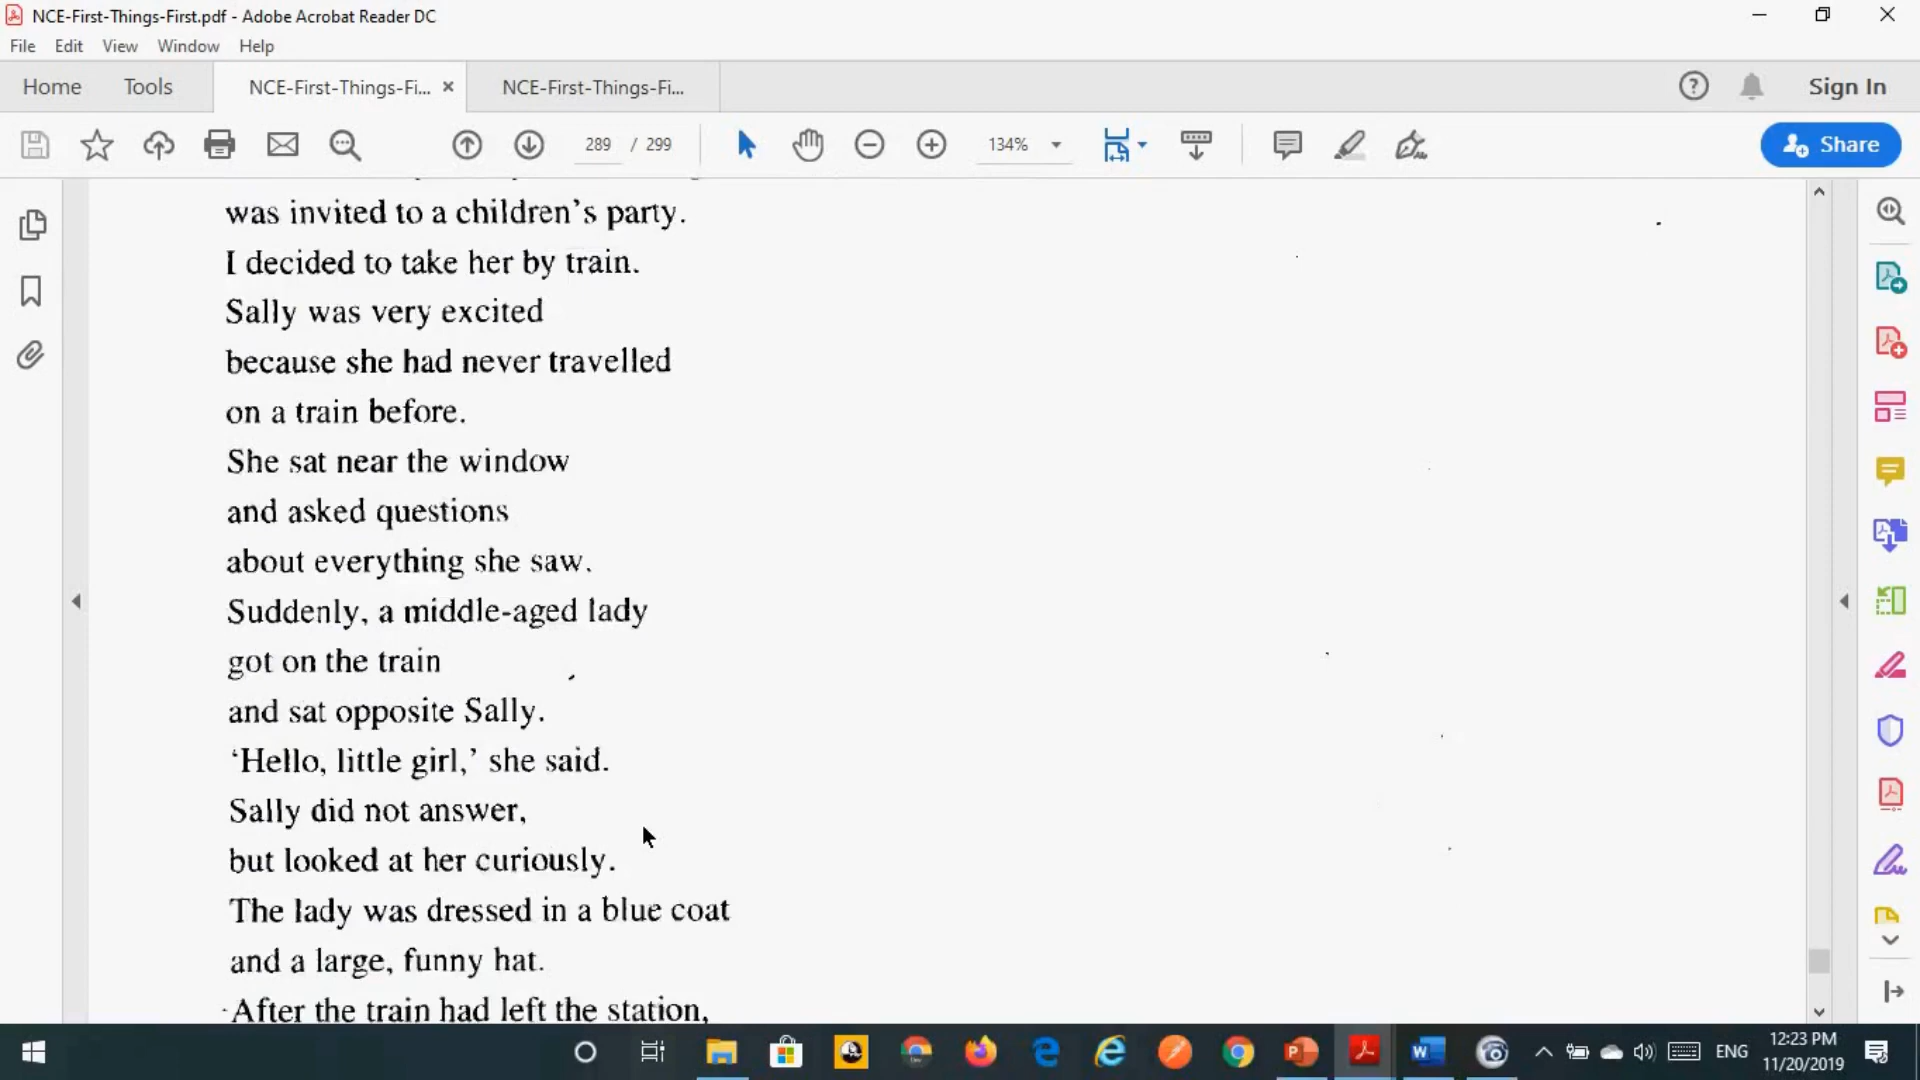 NCE-First-Things-First.pdf - Adobe Acrobat Reader DC
File Edit View Window Help
Home Tools NCE-First-Things-Fi... × NCE-First-Things-Fi... Sign In
289 / 299 134% Share
was invited to a children's party.
I decided to take her by train.
Sally was very excited
because she had never travelled
on a train before.
She sat near the window
and asked questions
about everything she saw.
Suddenly, a middle-aged lady
got on the train
and sat opposite Sally.
‘Hello, little girl,’ she said.
Sally did not answer,
but looked at her curiously.
The lady was dressed in a blue coat
and a large, funny hat.
After the train had left the station,
ENG 12:23 PM
11/20/2019